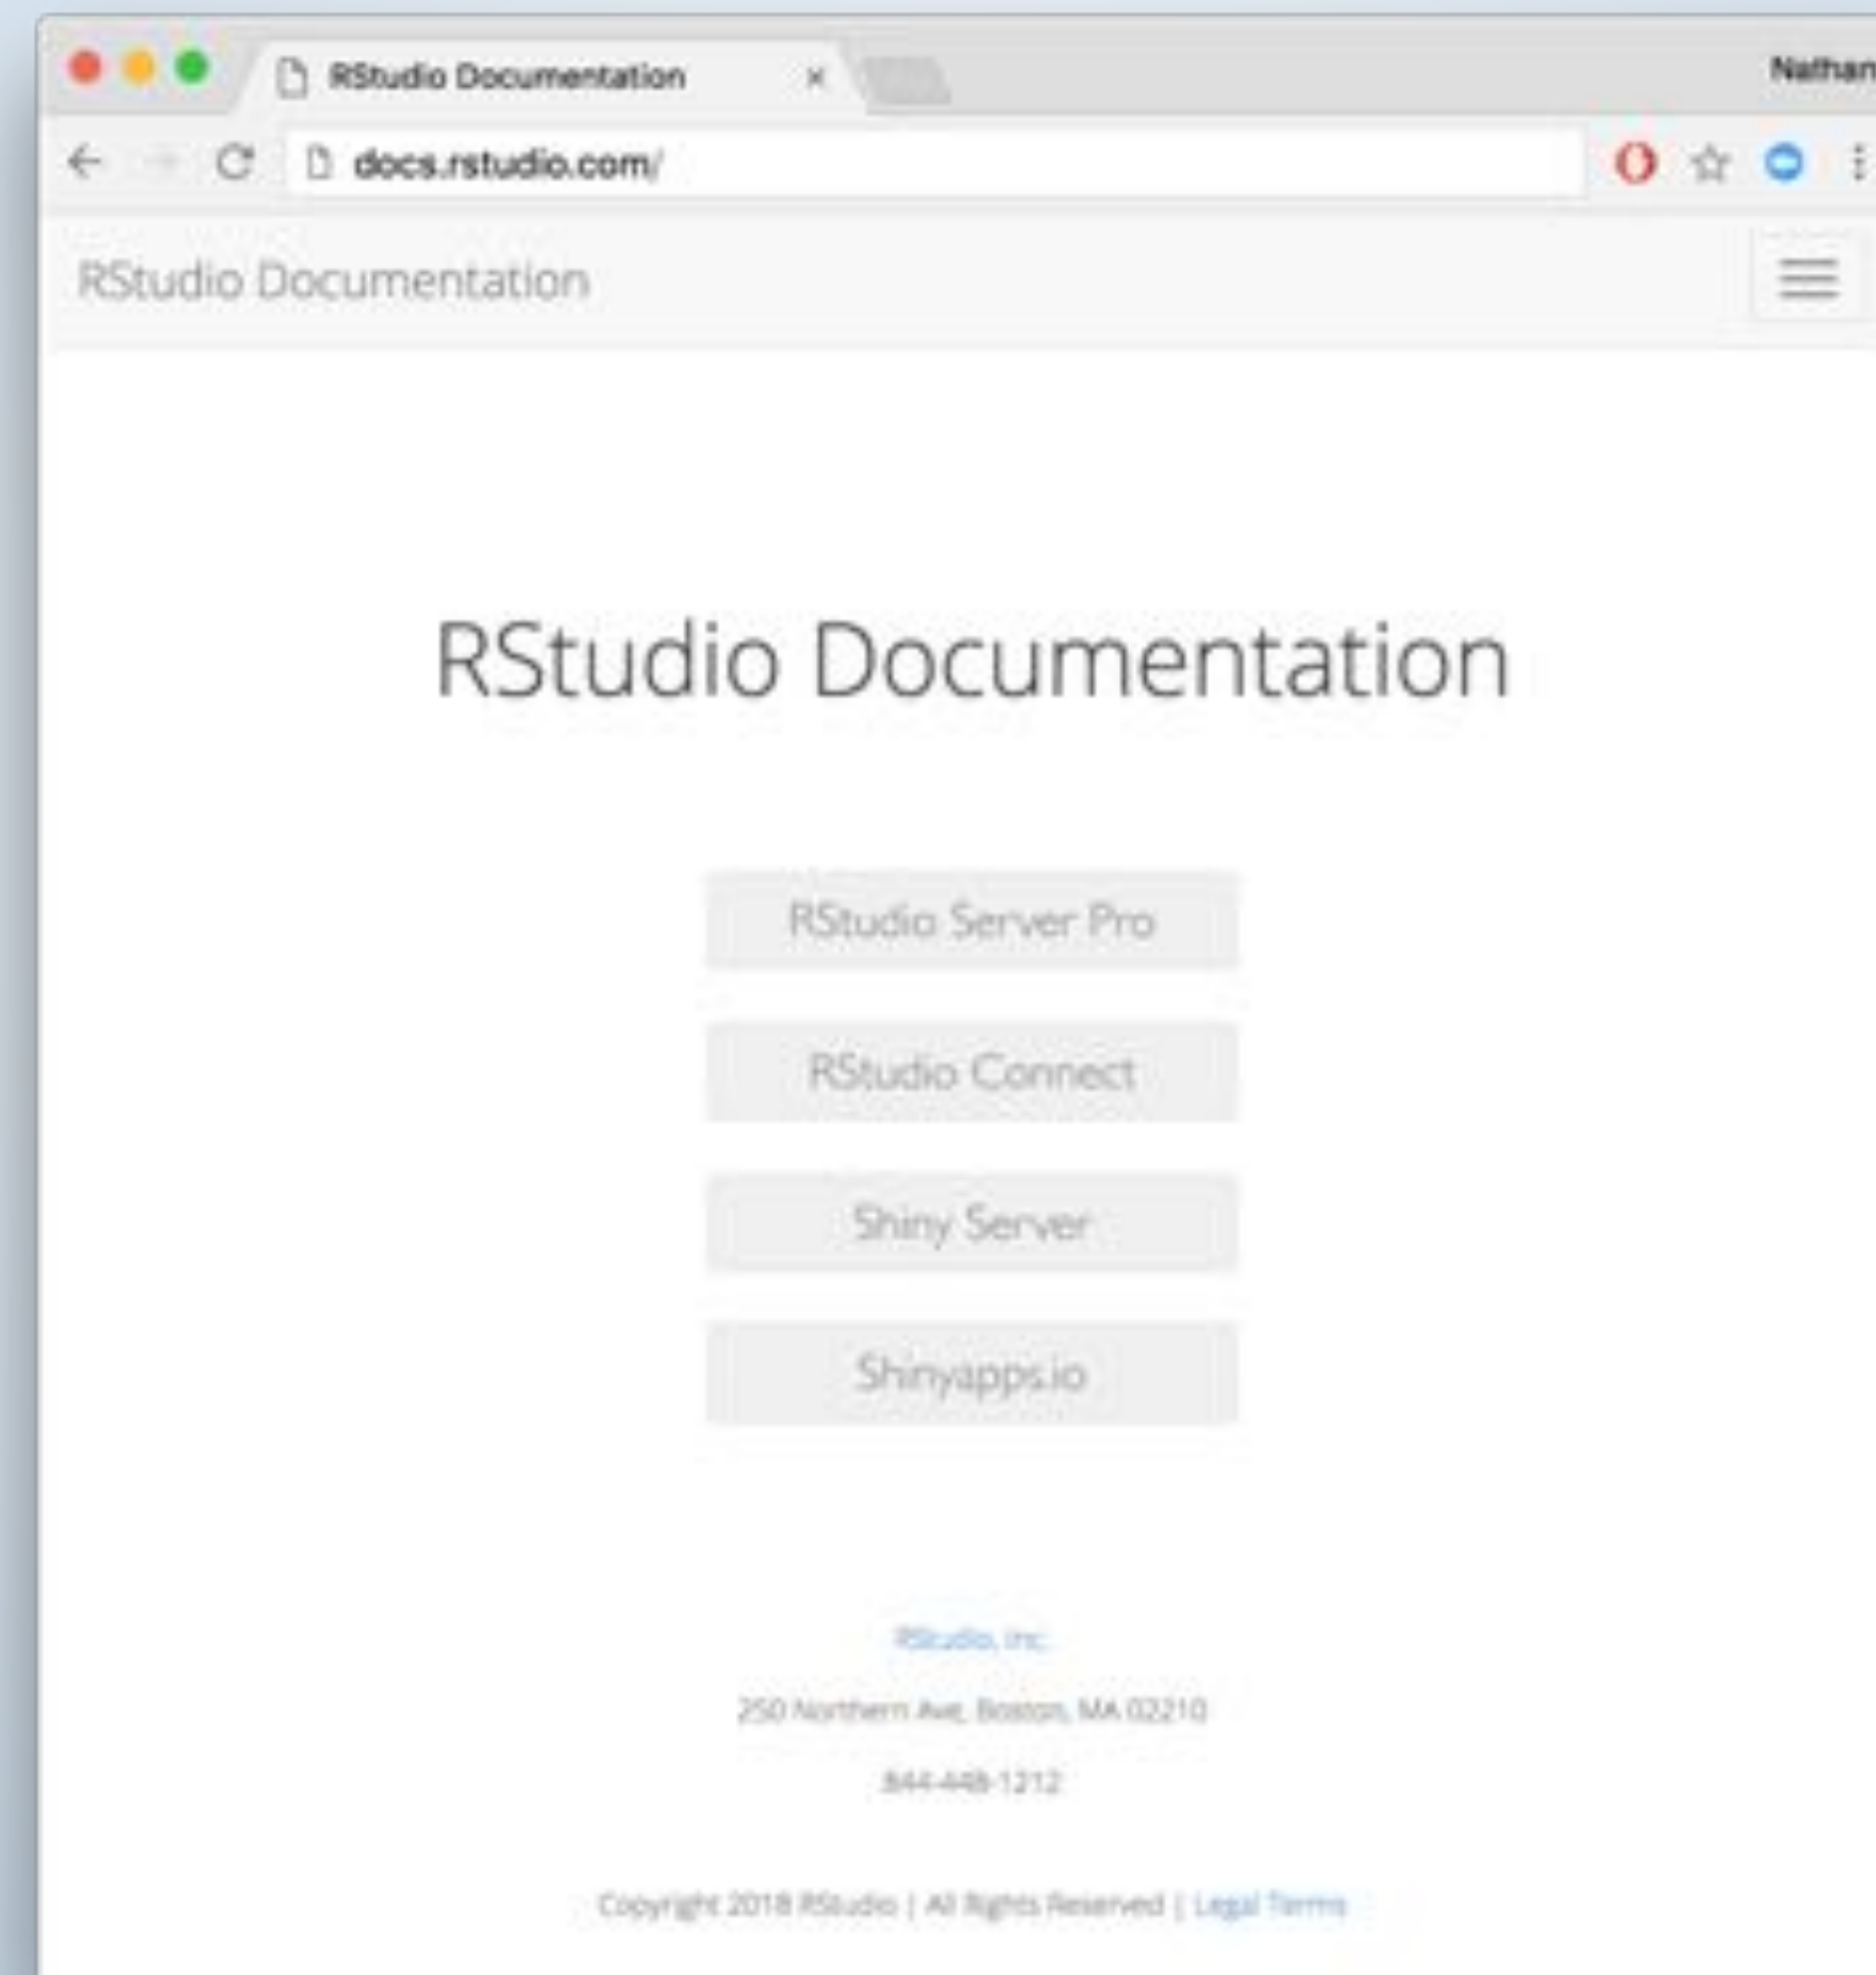 RStudio Documentation
Nathan
docs.rstudio.com/
RStudio Documentation
RStudio Documentation
RStudio Server Pro
RStudio Connect
Shiny Server
Shinyapps.io
RStudio, Inc.
250 Northern Ave, Boston, MA 02210
844-448-1212
Copyright 2018 RStudio | All Rights Reserved | Legal Terms